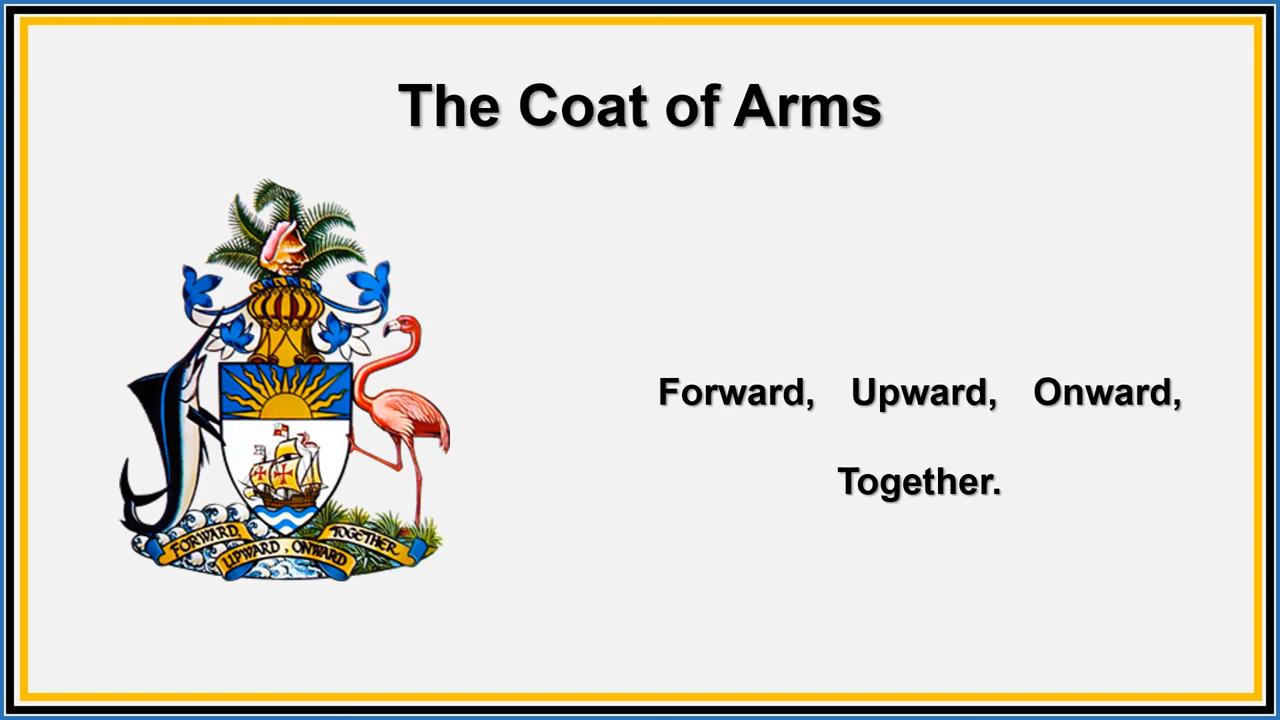 The Coat of Arms
Forward, Upward, Onward,
Together.
FORWARD,
UPWARD, ONWARD
TOGETHER